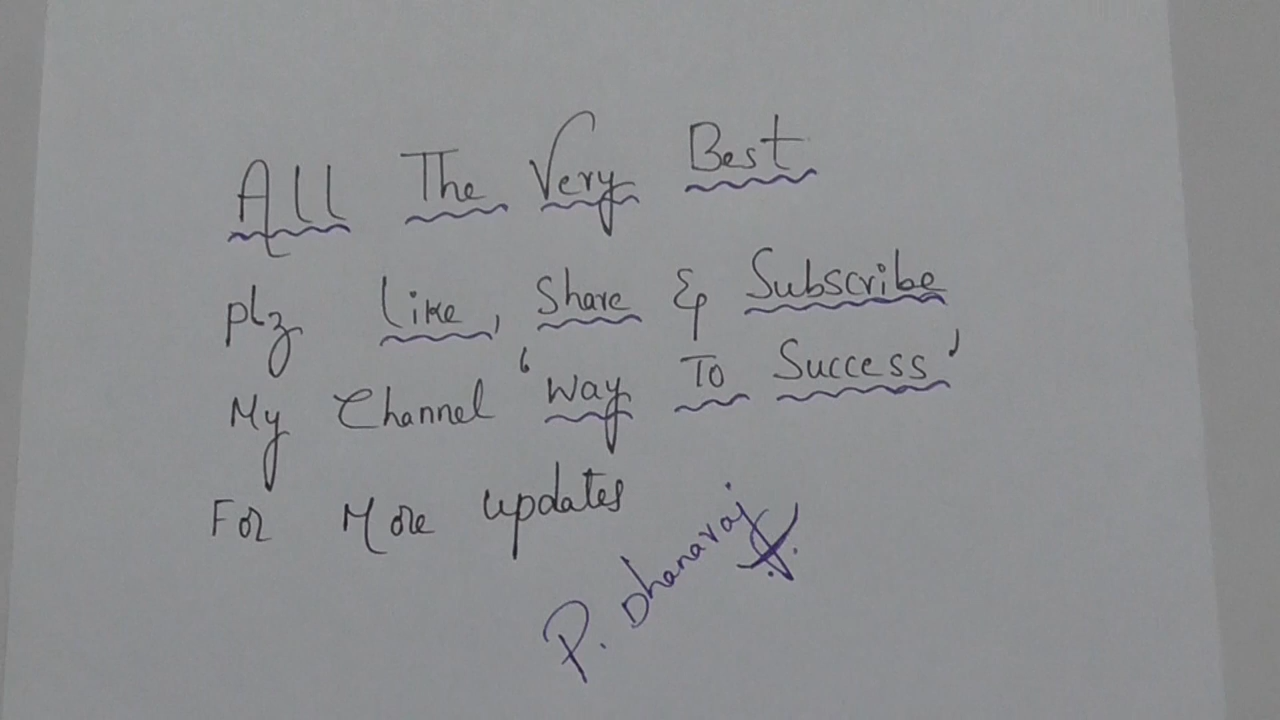 All The Very Best
plz Like, Share & Subscribe
My Channel 'Way To Success'
For More updates
P. Dhanaraj